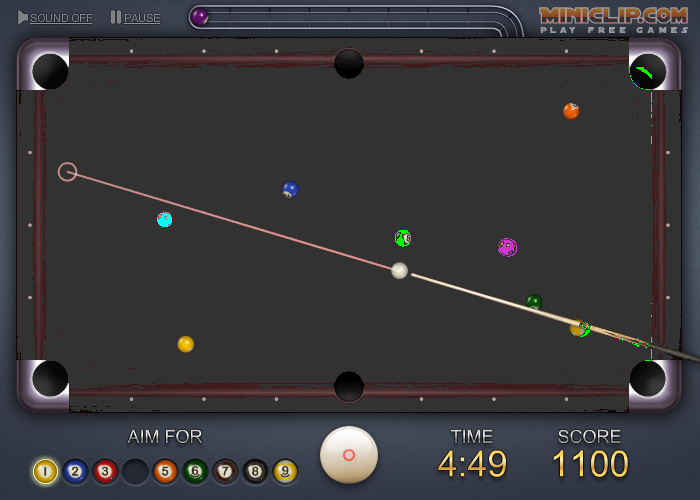 SOUND OFF
PAUSE
MINICLIP.COM
PLAY FREE GAMES
AIM FOR
1 2 3 5 6 7 8 9
TIME
4:49
SCORE
1100